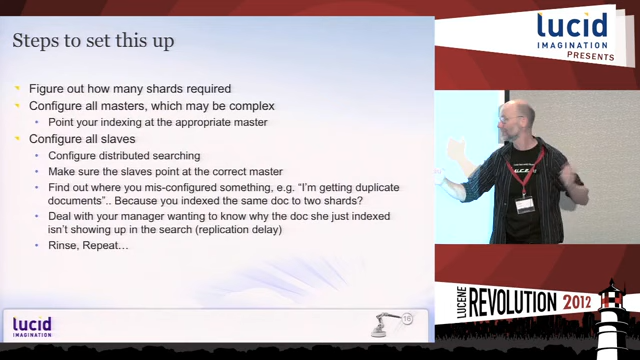 Steps to set this up
Figure out how many shards required
Configure all masters, which may be complex
Point your indexing at the appropriate master
Configure all slaves
Configure distributed searching
Make sure the slaves point at the correct master
Find out where you mis-configured something, e.g. “I’m getting duplicate
documents”.. Because you indexed the same doc to two shards?
Deal with your manager wanting to know why the doc she just indexed
isn’t showing up in the search (replication delay)
Rinse, Repeat…
lucid
IMAGINATION
16
lucid
IMAGINATION
PRESENTS
LUCENE
REVOLUTION 2012